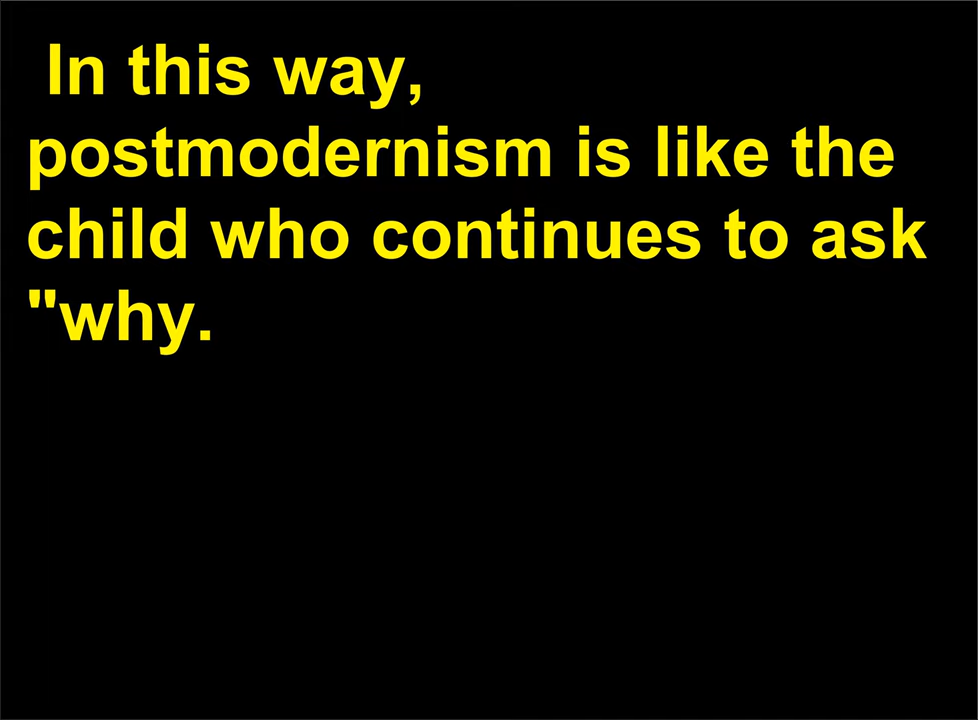 In this way,
postmodernism is like the
child who continues to ask
"why.